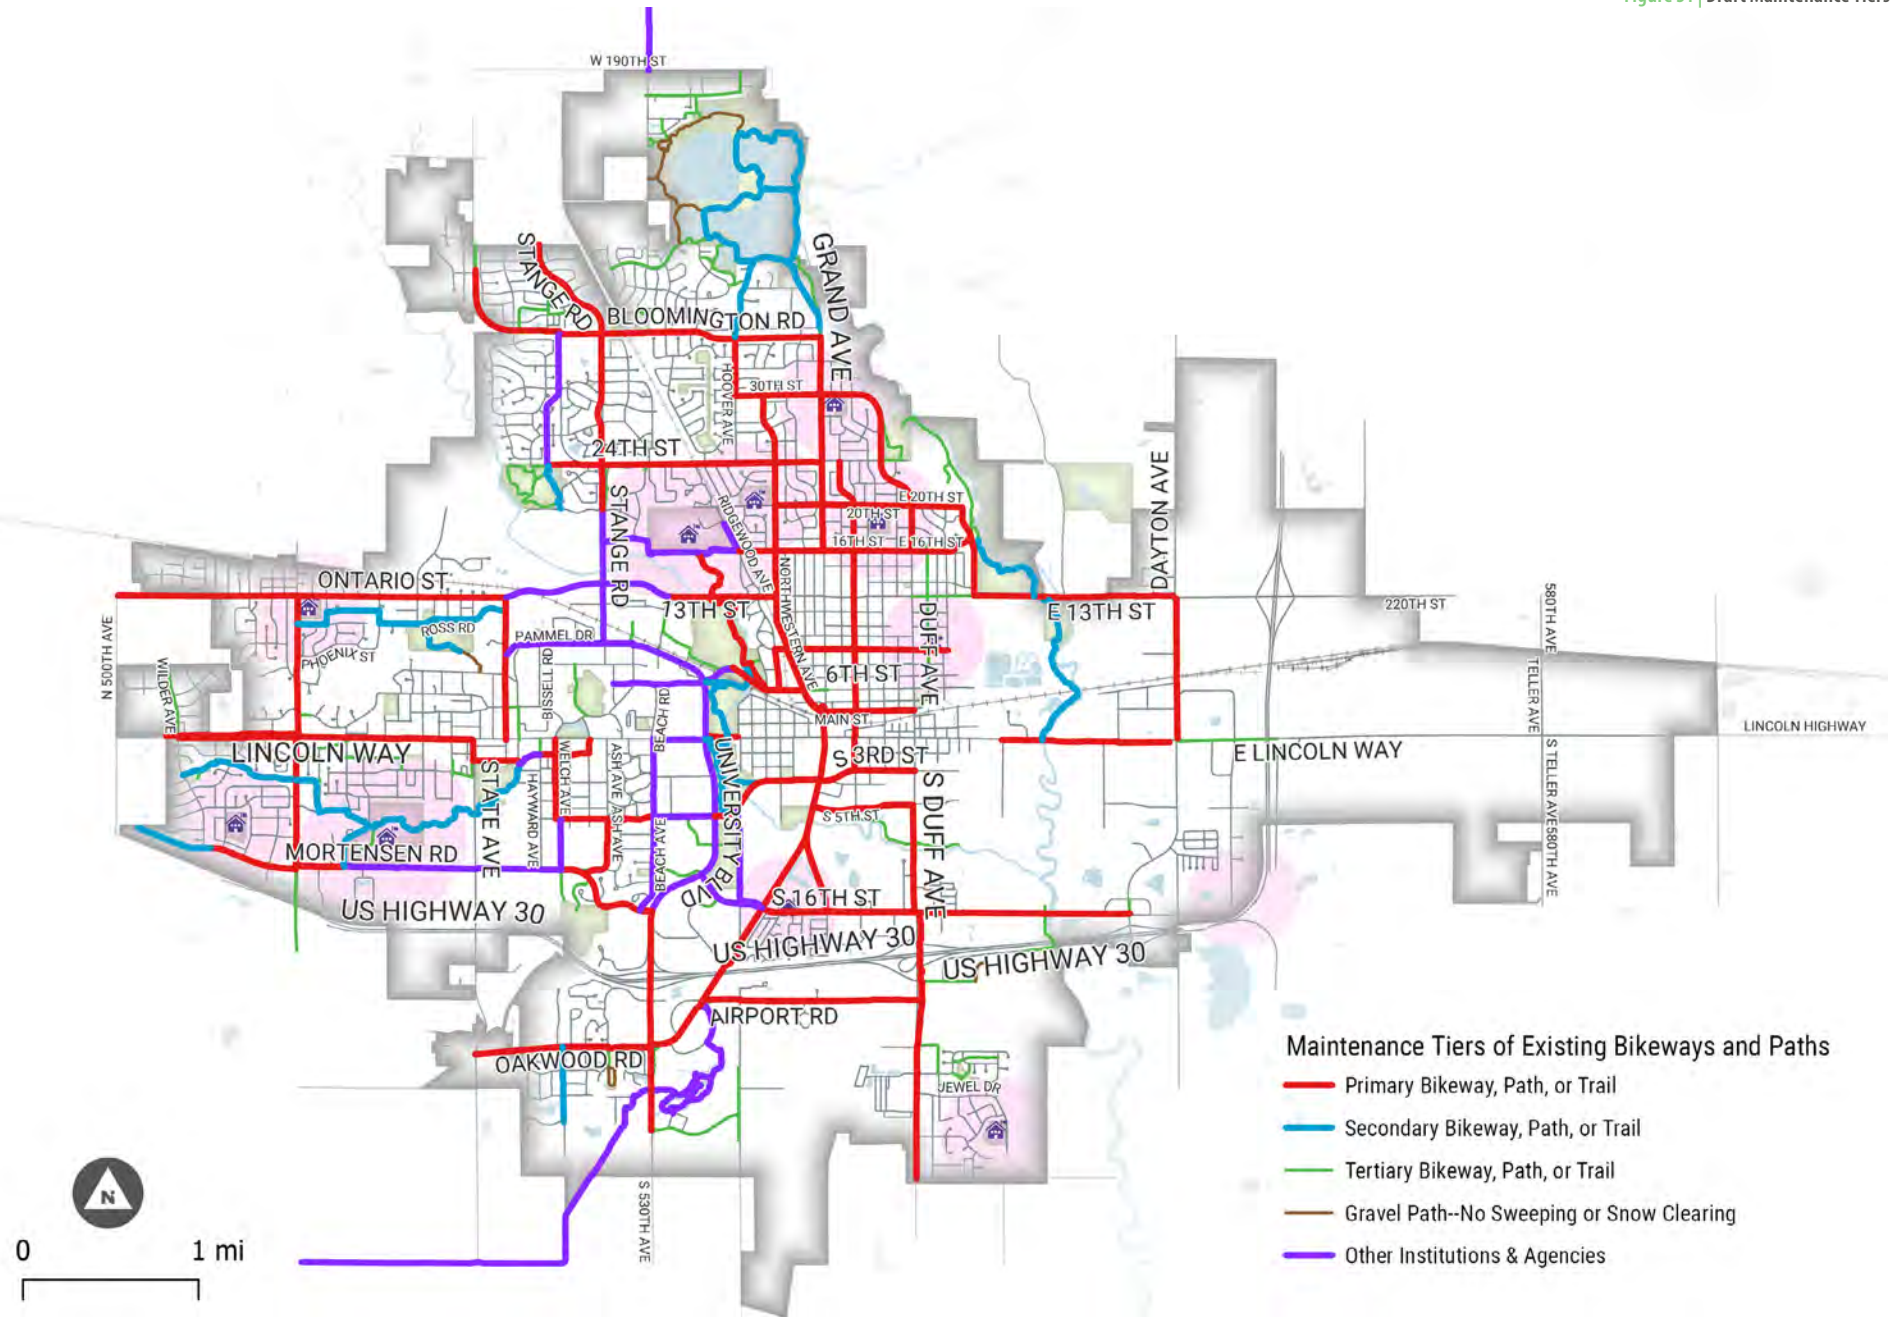 Figure 31 | Draft Maintenance Tiers
W 190TH ST
STANGE RD
GRAND AVE
BLOOMINGTON RD
HOOVER AVE
30TH ST
24TH ST
STANGE RD
RIDGEWOOD AVE
E 20TH ST
20TH ST
16TH ST
E 16TH ST
DAYTON AVE
ONTARIO ST
13TH ST
NORTHWESTERN AVE
DUFF AVE
E 13TH ST
220TH ST
580TH AVE
N 500TH AVE
ROSS RD
PHOENIX ST
PAMMEL DR
WILDER AVE
BISSELL RD
BEACH RD
6TH ST
MAIN ST
TELLER AVE
LINCOLN HIGHWAY
LINCOLN WAY
STATE AVE
HAYWARD AVE
WELCH AVE
ASH AVE
ASH AVE
BEACH AVE
UNIVERSITY BLVD
S 3RD ST
S 5TH ST
S DUFF AVE
E LINCOLN WAY
S TELLER AVE
580TH AVE
MORTENSEN RD
US HIGHWAY 30
S 16TH ST
US HIGHWAY 30
US HIGHWAY 30
AIRPORT RD
OAKWOOD RD
JEWEL DR
S 530TH AVE
Maintenance Tiers of Existing Bikeways and Paths
Primary Bikeway, Path, or Trail
Secondary Bikeway, Path, or Trail
Tertiary Bikeway, Path, or Trail
Gravel Path--No Sweeping or Snow Clearing
Other Institutions & Agencies
N
0 1 mi